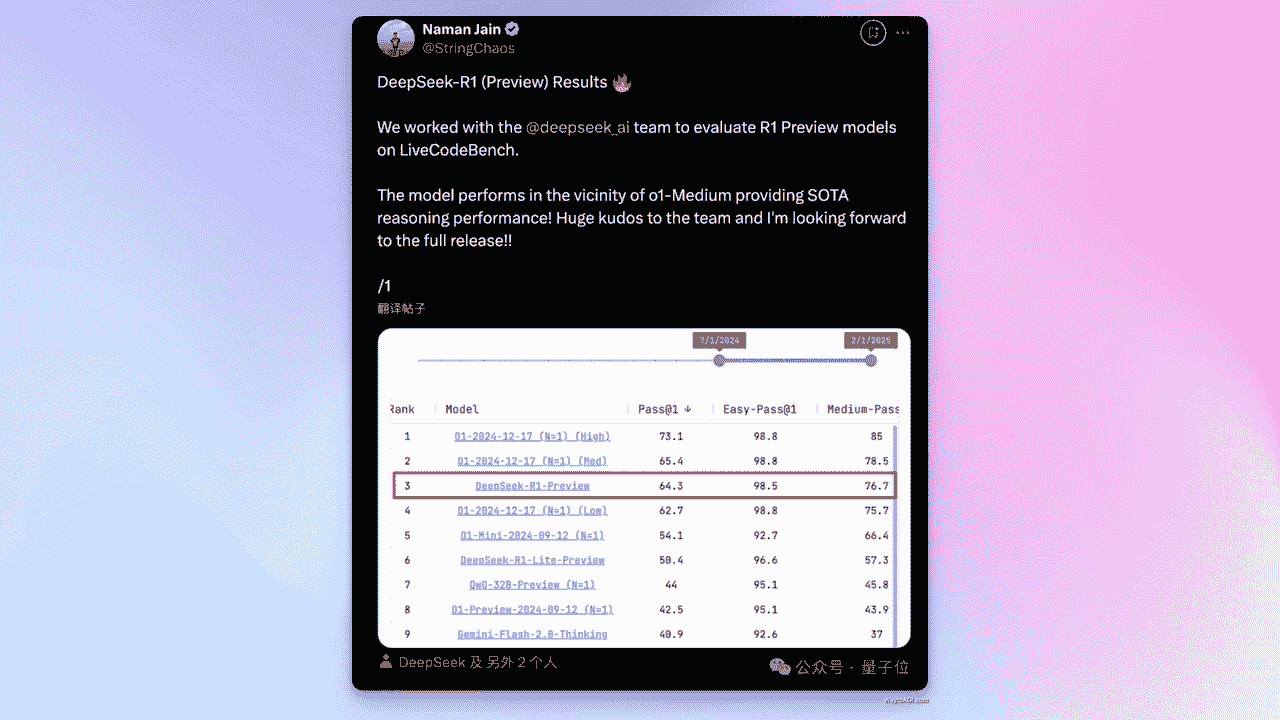 Naman Jain
@StringChaos
DeepSeek-R1 (Preview) Results 🔥
We worked with the @deepseek_ai team to evaluate R1 Preview models
on LiveCodeBench.
The model performs in the vicinity of o1-Medium providing SOTA
reasoning performance! Huge kudos to the team and I'm looking forward
to the full release!!
/1
翻译帖子
7/1/2024 2/1/2025
Rank Model Pass@1 ↓ Easy-Pass@1 Medium-Pass
1 O1-2024-12-17 (N=1) (High) 73.1 98.8 85
2 O1-2024-12-17 (N=1) (Med) 65.4 98.8 78.5
3 DeepSeek-R1-Preview 64.3 98.5 76.7
4 O1-2024-12-17 (N=1) (Low) 62.7 98.8 75.7
5 O1-Mini-2024-09-12 (N=1) 54.1 92.7 66.4
6 DeepSeek-R1-Lite-Preview 50.4 96.6 57.3
7 QwQ-32B-Preview (N=1) 44 95.1 45.8
8 O1-Preview-2024-09-12 (N=1) 42.5 95.1 43.9
9 Gemini-Flash-2.0-Thinking 40.9 92.6 37
DeepSeek 及 另外 2 个人
公众号 · 量子位